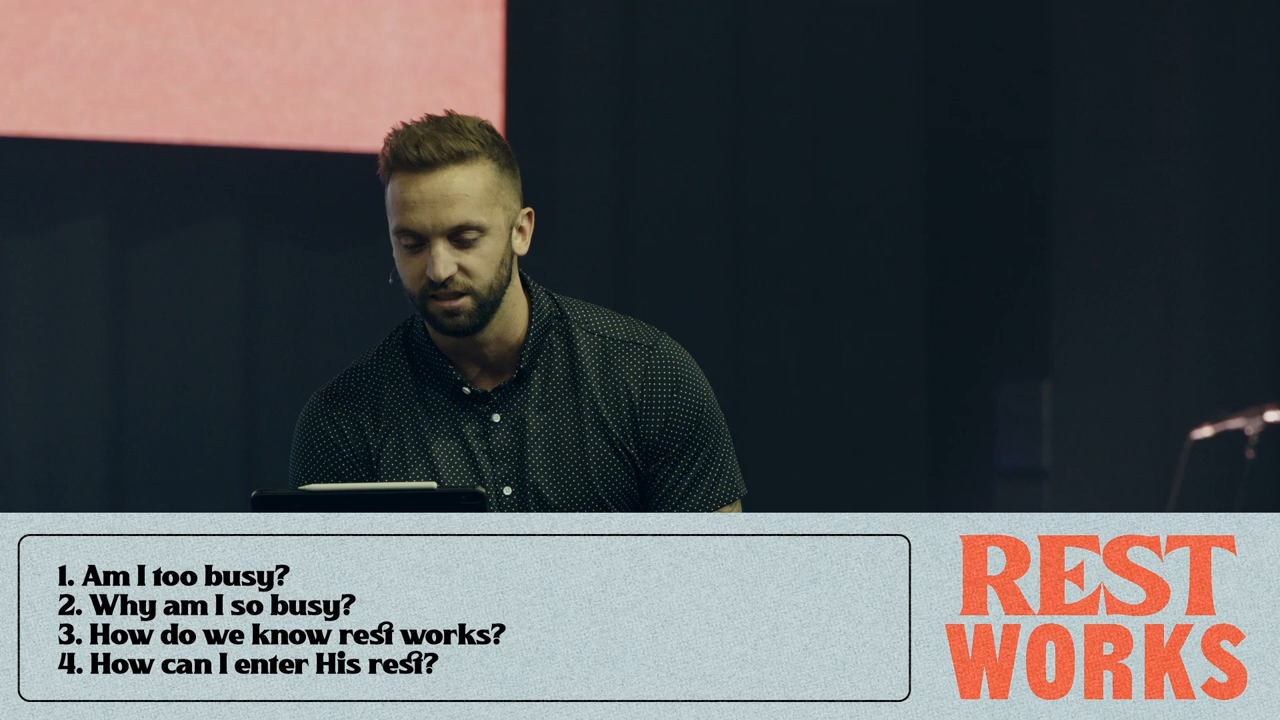 1. Am I too busy?
2. Why am I so busy?
3. How do we know rest works?
4. How can I enter His rest?
REST
WORKS